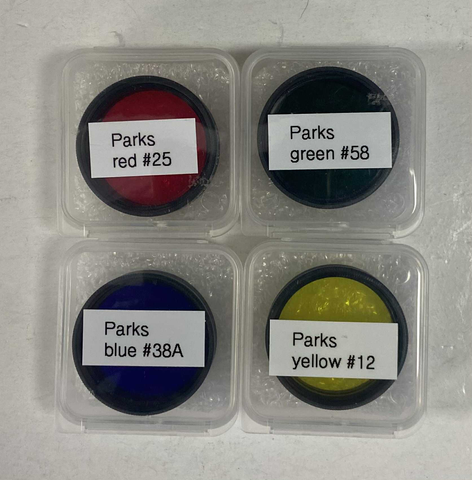 Parks
red #25
Parks
green #58
Parks
blue #38A
Parks
yellow #12